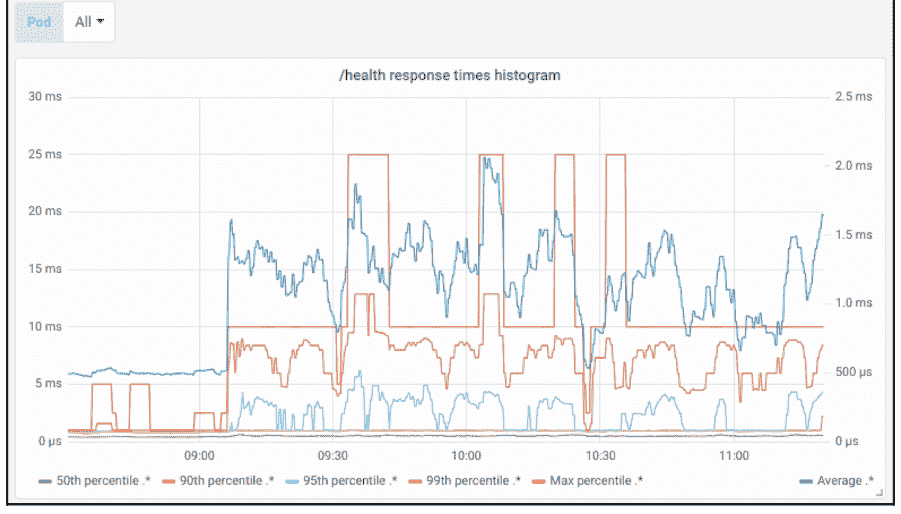 Pod All
/health response times histogram
30 ms 2.5 ms
25 ms 2.0 ms
20 ms 1.5 ms
15 ms 1.0 ms
10 ms 500 µs
5 ms 0 µs
0 µs
09:00 09:30 10:00 10:30 11:00
50th percentile .* 90th percentile .* 95th percentile .* 99th percentile .* Max percentile .* Average .*